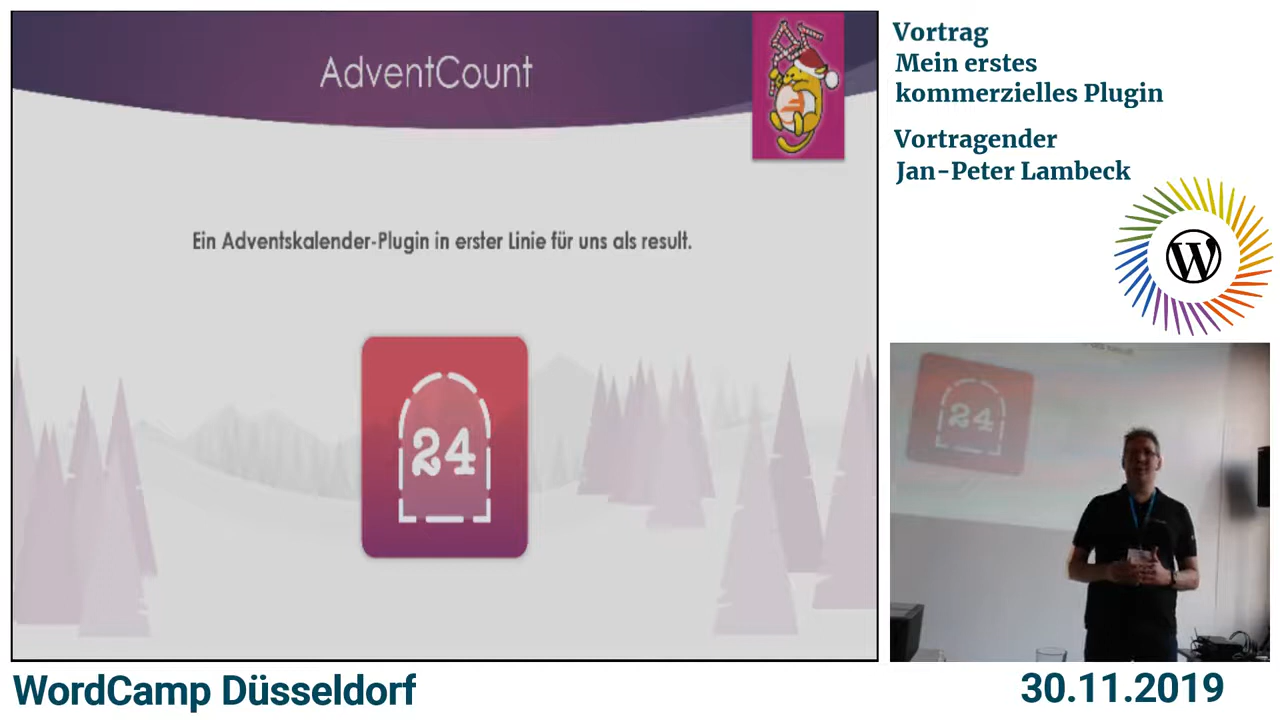 AdventCount
Ein Adventskalender-Plugin in erster Linie für uns als result.
24
Vortrag
Mein erstes
kommerzielles Plugin
Vortragender
Jan-Peter Lambeck
W
24
WordCamp Düsseldorf
30.11.2019